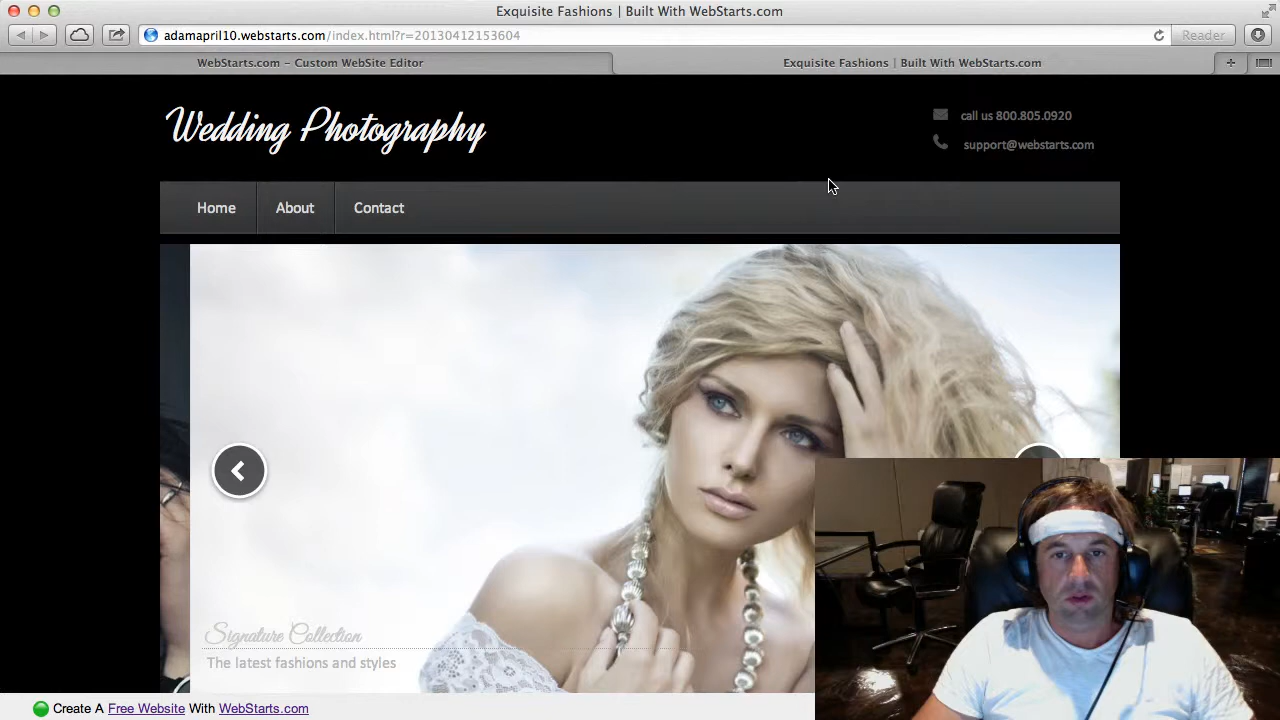 Exquisite Fashions | Built With WebStarts.com
adamapril10.webstarts.com/index.html?r=20130412153604
Reader
WebStarts.com – Custom WebSite Editor
Exquisite Fashions | Built With WebStarts.com
Wedding Photography
call us 800.805.0920
support@webstarts.com
Home
About
Contact
Signature Collection
The latest fashions and styles
Create A Free Website With WebStarts.com